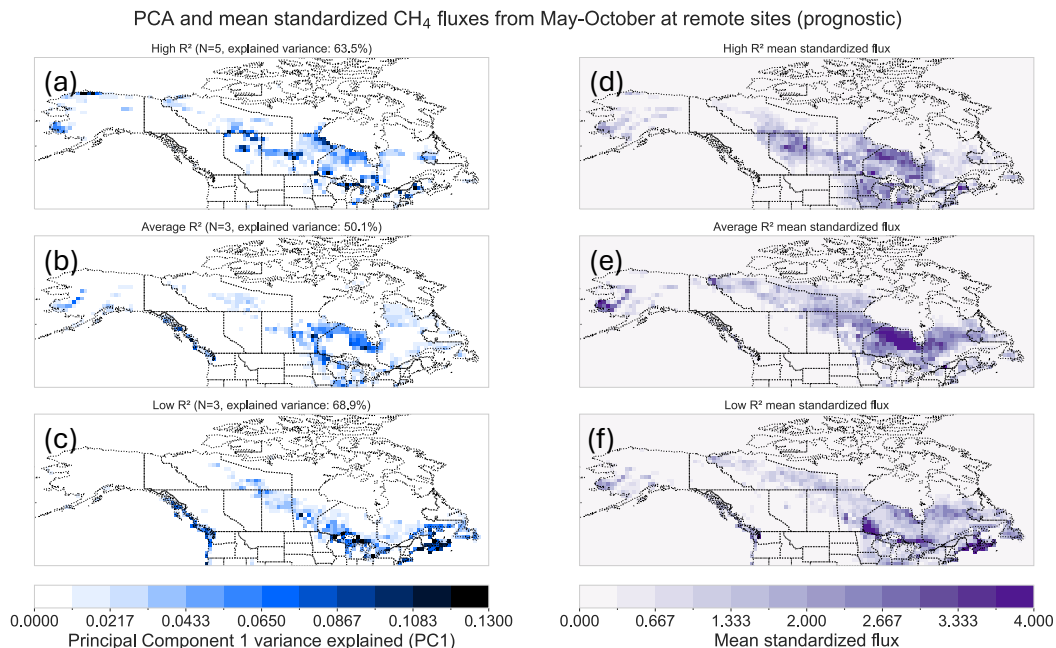 PCA and mean standardized CH₄ fluxes from May-October at remote sites (prognostic)
High R² (N=5, explained variance: 63.5%)
High R² mean standardized flux
(a)
(d)
Average R² (N=3, explained variance: 50.1%)
Average R² mean standardized flux
(b)
(e)
Low R² (N=3, explained variance: 68.9%)
Low R² mean standardized flux
(c)
(f)
0.0000 0.0217 0.0433 0.0650 0.0867 0.1083 0.1300
Principal Component 1 variance explained (PC1)
0.000 0.667 1.333 2.000 2.667 3.333 4.000
Mean standardized flux